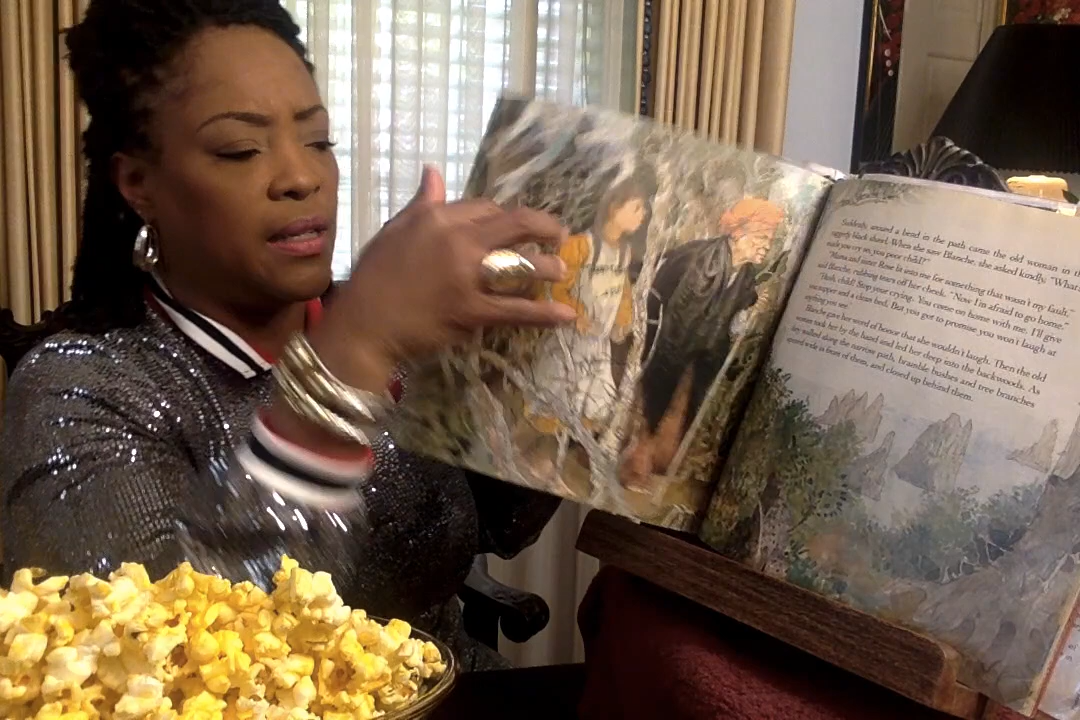 Suddenly, around a bend in the path came the old woman in
raggedy black shawl. When she saw Blanche, she asked kindly, "What
made you cry so, you poor child?"
"Mama and sister Rose lit into me for something that wasn't my fault,"
said Blanche, rubbing tears off her cheek. "Now I'm afraid to go home."
"Hush, child! Stop your crying. You come on home with me. I'll give
you supper and a clean bed. But you got to promise you won't laugh at
anything you see."
Blanche gave her word of honor that she wouldn't laugh. Then the old
woman took her by the hand and led her deep into the backwoods. As
they walked along the narrow path, bramble bushes and tree branches
opened wide in front of them, and closed up behind them.